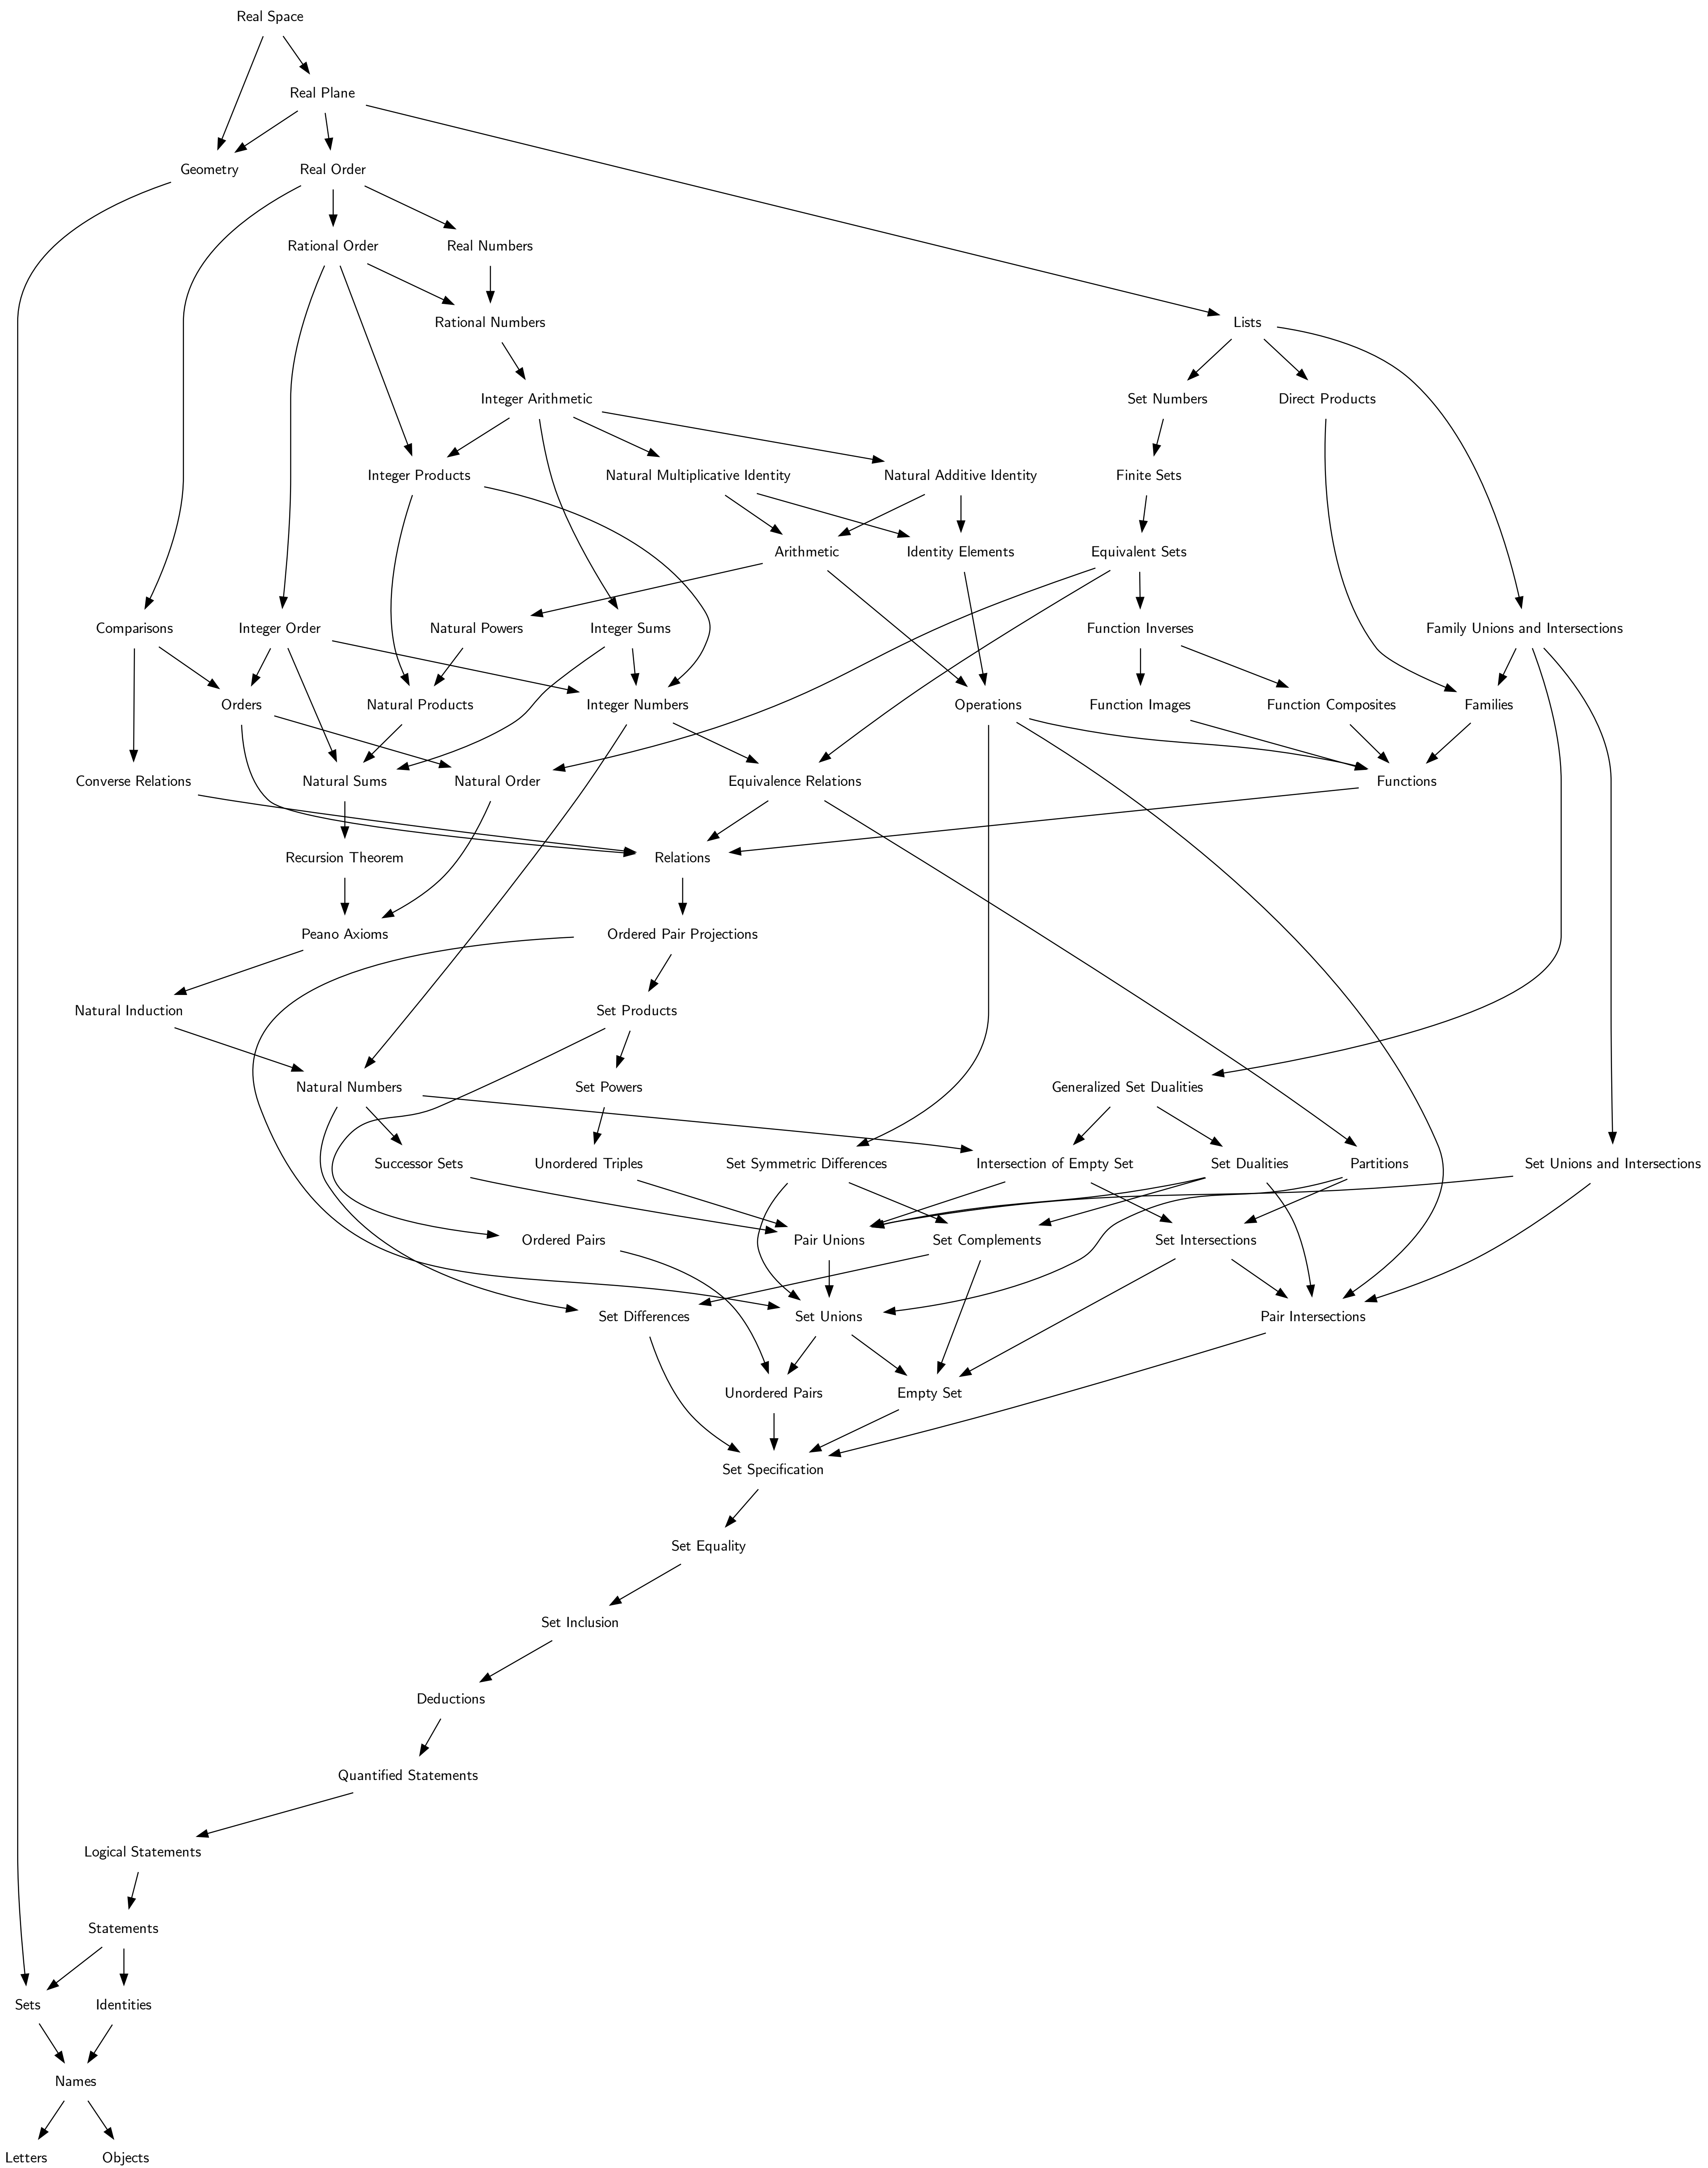 Real Space
Real Plane
Geometry
Real Order
Rational Order
Real Numbers
Rational Numbers
Lists
Integer Arithmetic
Set Numbers
Direct Products
Integer Products
Natural Multiplicative Identity
Natural Additive Identity
Finite Sets
Arithmetic
Identity Elements
Equivalent Sets
Comparisons
Integer Order
Natural Powers
Integer Sums
Function Inverses
Family Unions and Intersections
Orders
Natural Products
Integer Numbers
Operations
Function Images
Function Composites
Families
Converse Relations
Natural Sums
Natural Order
Equivalence Relations
Functions
Recursion Theorem
Relations
Peano Axioms
Ordered Pair Projections
Natural Induction
Set Products
Natural Numbers
Set Powers
Generalized Set Dualities
Successor Sets
Unordered Triples
Set Symmetric Differences
Intersection of Empty Set
Set Dualities
Partitions
Set Unions and Intersections
Ordered Pairs
Pair Unions
Set Complements
Set Intersections
Set Differences
Set Unions
Pair Intersections
Unordered Pairs
Empty Set
Set Specification
Set Equality
Set Inclusion
Deductions
Quantified Statements
Logical Statements
Statements
Sets
Identities
Names
Letters
Objects